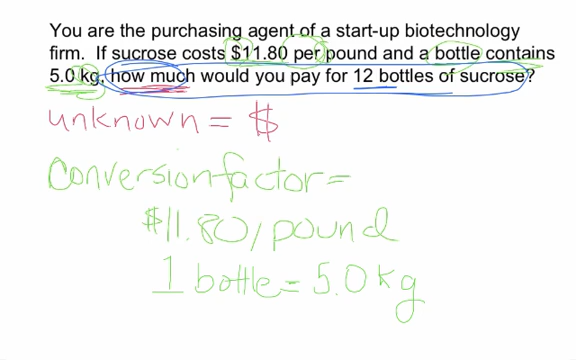 You are the purchasing agent of a start-up biotechnology
firm. If sucrose costs $11.80 per pound and a bottle contains
5.0 kg, how much would you pay for 12 bottles of sucrose?
unknown = $
Conversion factor =
$11.80/pound
1 bottle = 5.0 kg